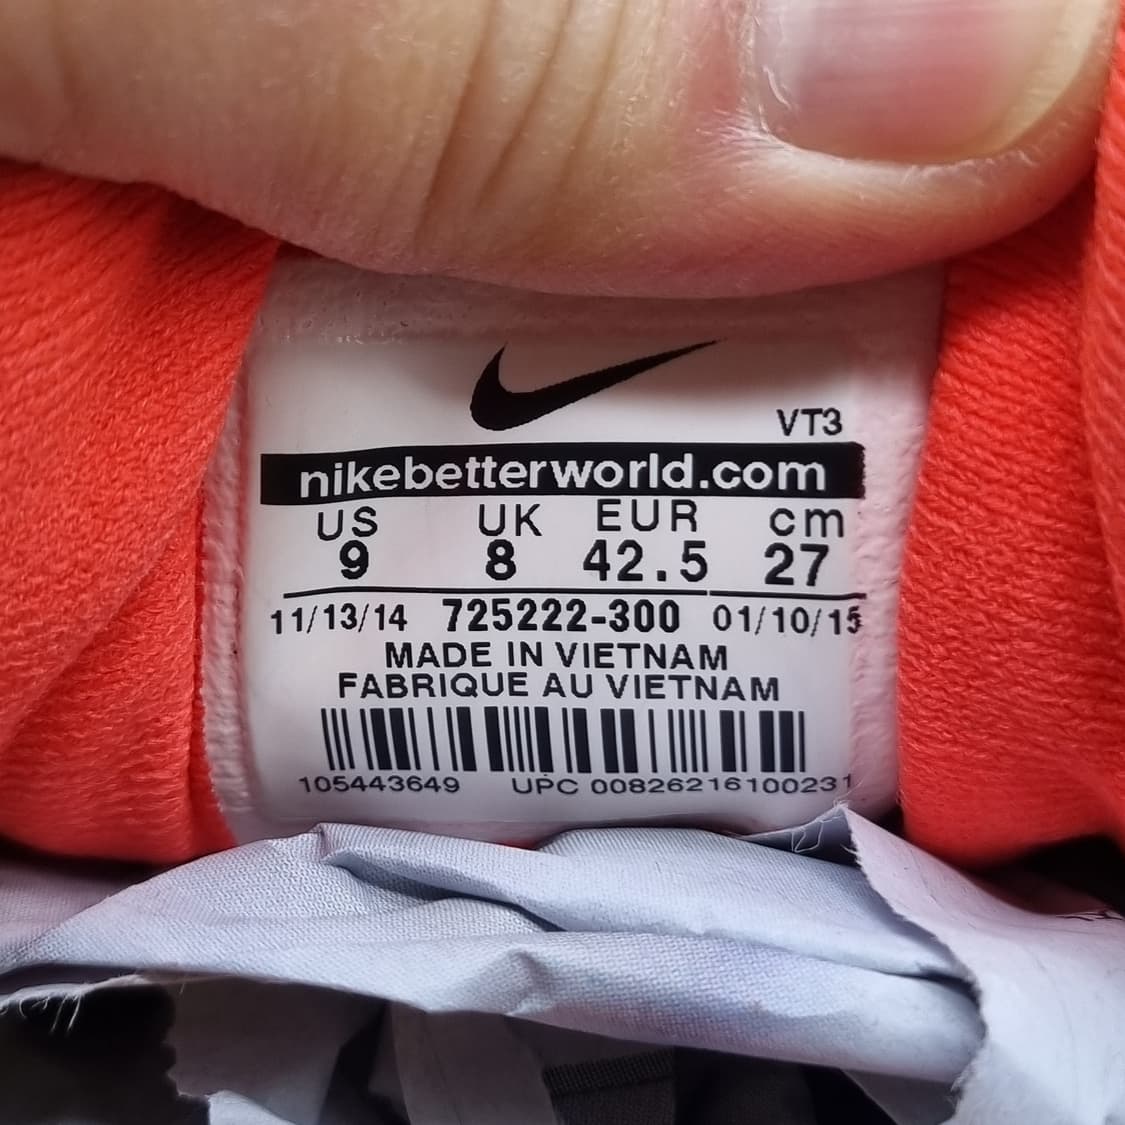 VT3
nikebetterworld.com
US UK EUR cm
9 8 42.5 27
11/13/14 725222-300 01/10/15
MADE IN VIETNAM
FABRIQUE AU VIETNAM
105443649 UPC 00826216100231